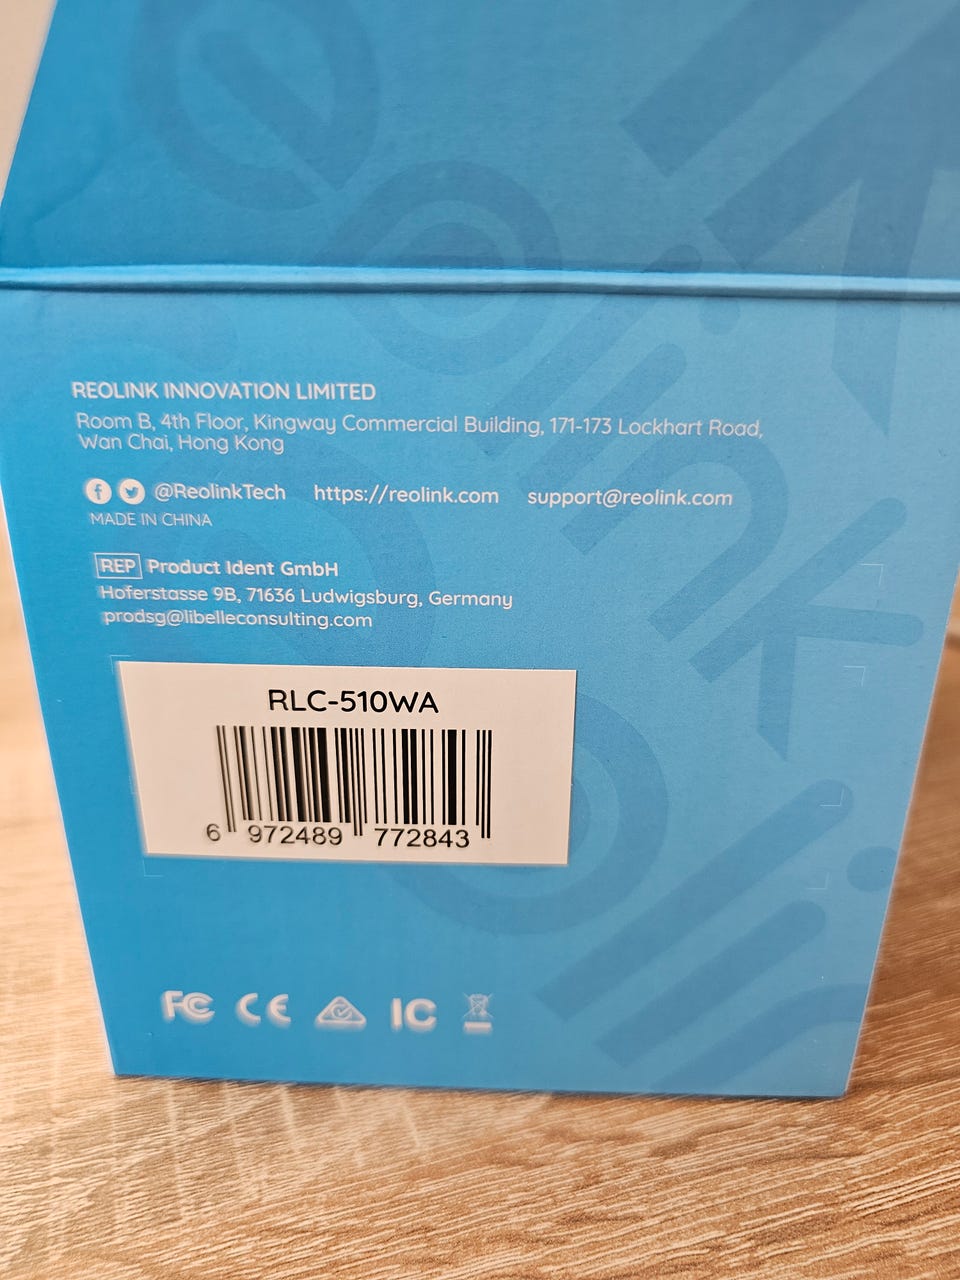 REOLINK INNOVATION LIMITED
Room B, 4th Floor, Kingway Commercial Building, 171-173 Lockhart Road,
Wan Chai, Hong Kong
@ReolinkTech https://reolink.com support@reolink.com
MADE IN CHINA
REP Product Ident GmbH
Hoferstasse 9B, 71636 Ludwigsburg, Germany
prodsg@libelleconsulting.com
RLC-510WA
6 972489 772843
FC CE IC
reolink